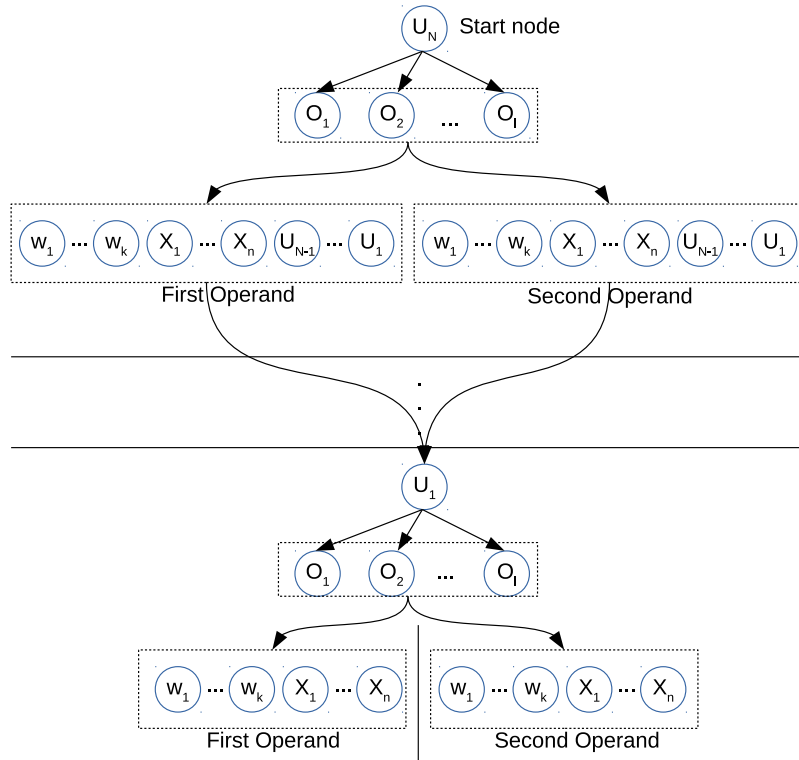 U_N Start node
O_1 O_2 ... O_l
w_1 ... w_k X_1 ... X_n U_N-1 ... U_1 w_1 ... w_k X_1 ... X_n U_N-1 ... U_1
First Operand Second Operand
.
.
.
U_1
O_1 O_2 ... O_l
w_1 ... w_k X_1 ... X_n w_1 ... w_k X_1 ... X_n
First Operand Second Operand